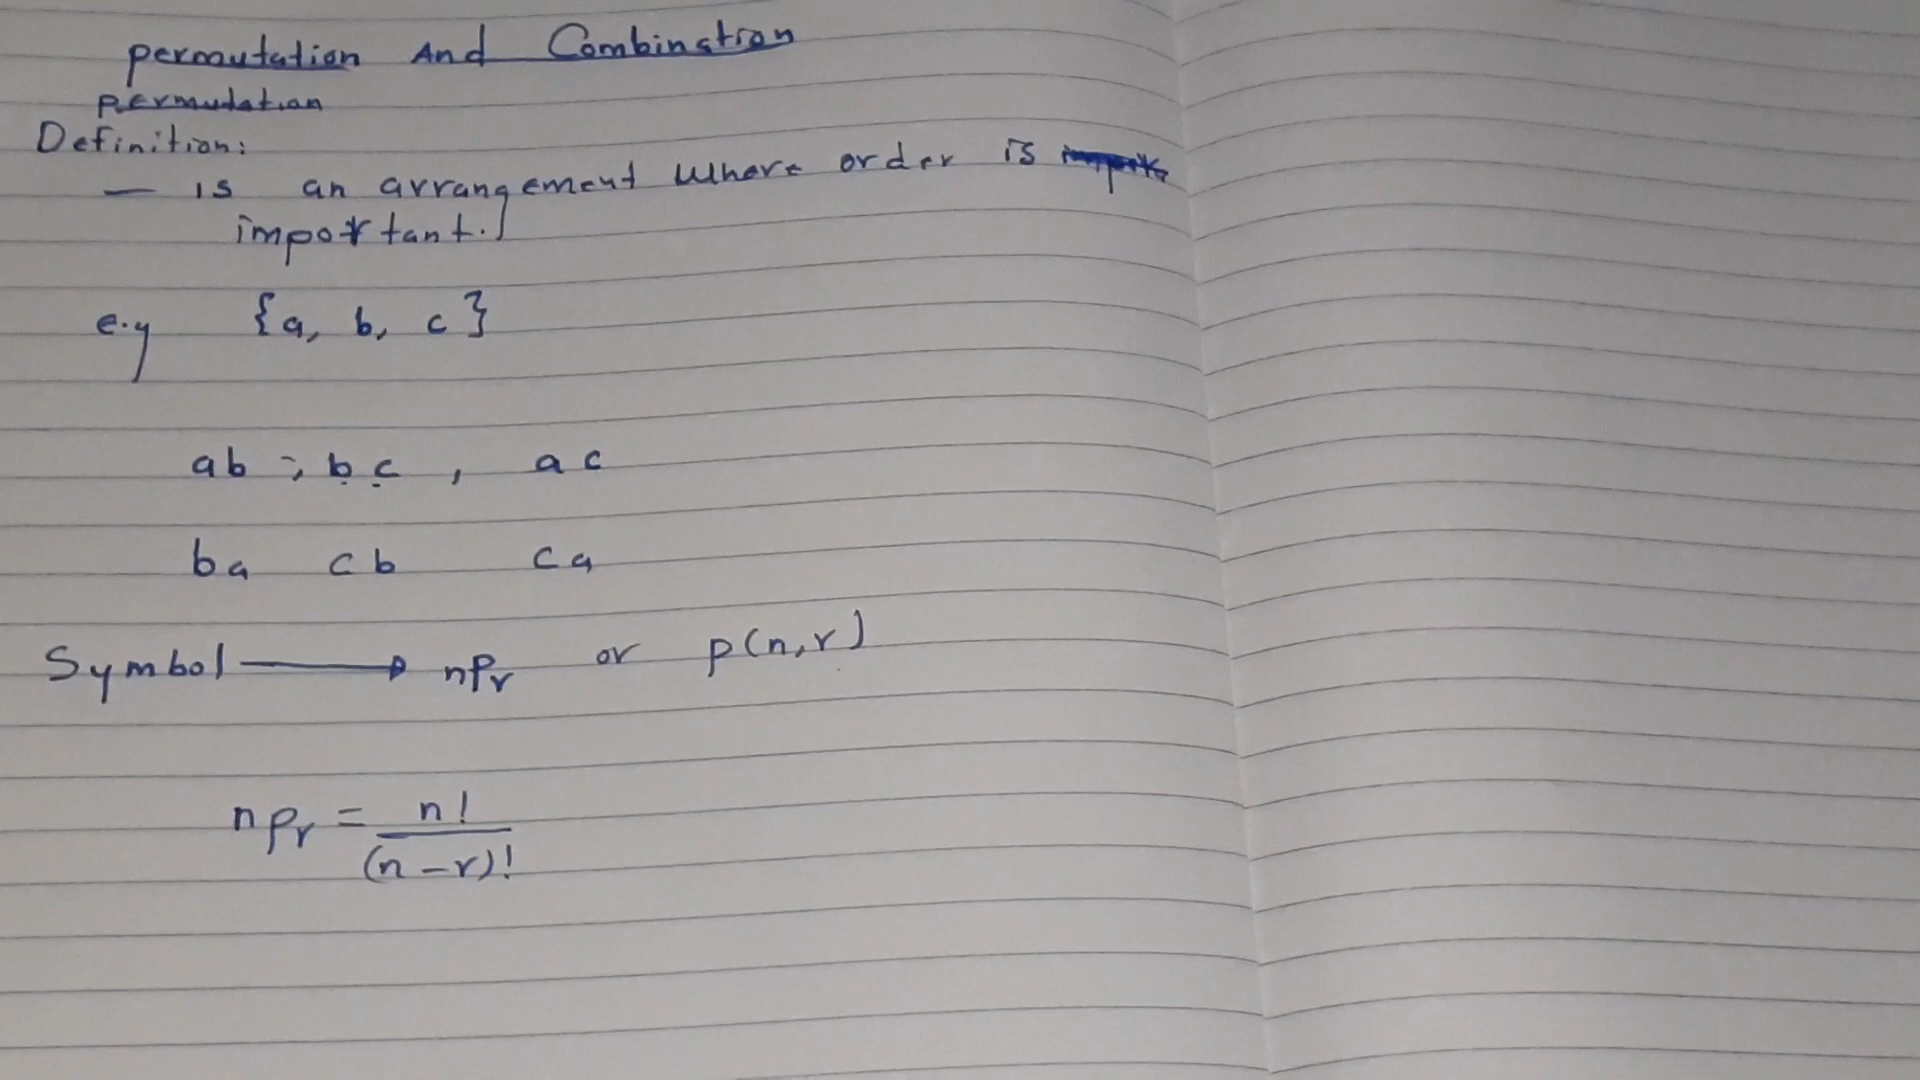 permutation And Combination
permutation
Definition:
— is an arrangement where order is
important.
e.g {a, b, c}
ab , bc , ac
ba cb ca
Symbol → nPr or p(n,r)
nPr = n!
(n-r)!